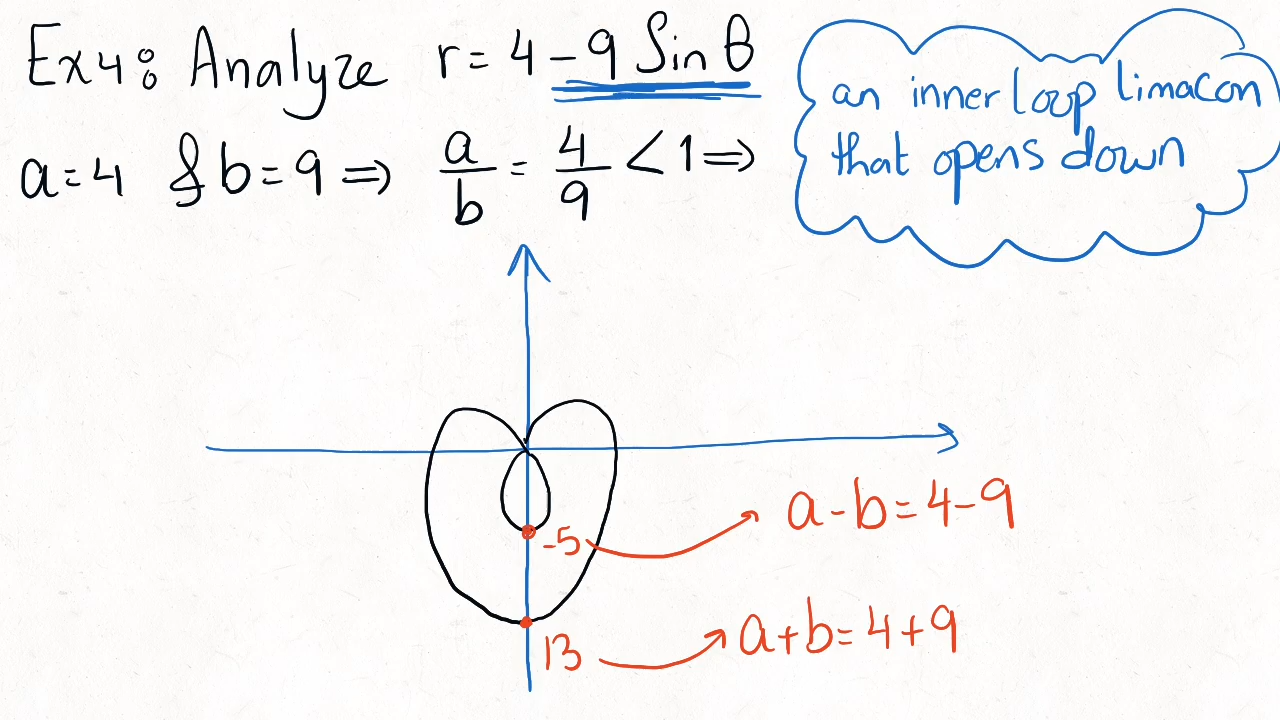 Ex4: Analyze r = 4 - 9 Sin θ
a = 4 & b = 9 ⇒ a/b = 4/9 < 1 ⇒
an inner loop limacon
that opens down
-5
a - b = 4 - 9
13
a + b = 4 + 9